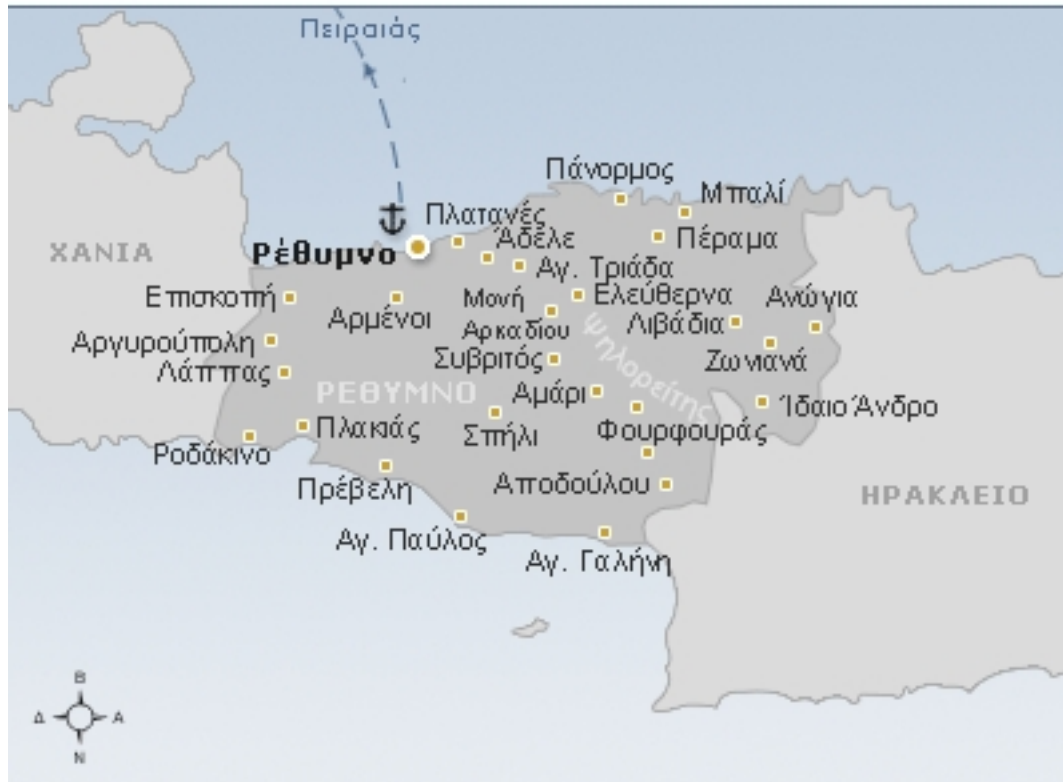 Πειραιάς
Πάνορμος
Μπαλί
Πλατανές
Άδέλε
Πέραμα
ΧΑΝΙΑ
Ρέθυμνο
Αγ. Τριάδα
Επισκοπή
Αρμένοι
Μονή
Αρκαδίου
Ελεύθερνα
Ανώγια
Λιβάδια
Αργυρούπολη
Ψηλορείτης
Συβριτός
Ζωνιανά
Λάππας
ΡΕΘΥΜΝΟ
Αμάρι
Ίδαιο Άνδρο
Πλακιάς
Σπήλι
Φουρφουράς
Ροδάκινο
Πρέβελη
Αποδούλου
ΗΡΑΚΛΕΙΟ
Αγ. Παύλος
Αγ. Γαλήνη
Β
Δ Α
Ν